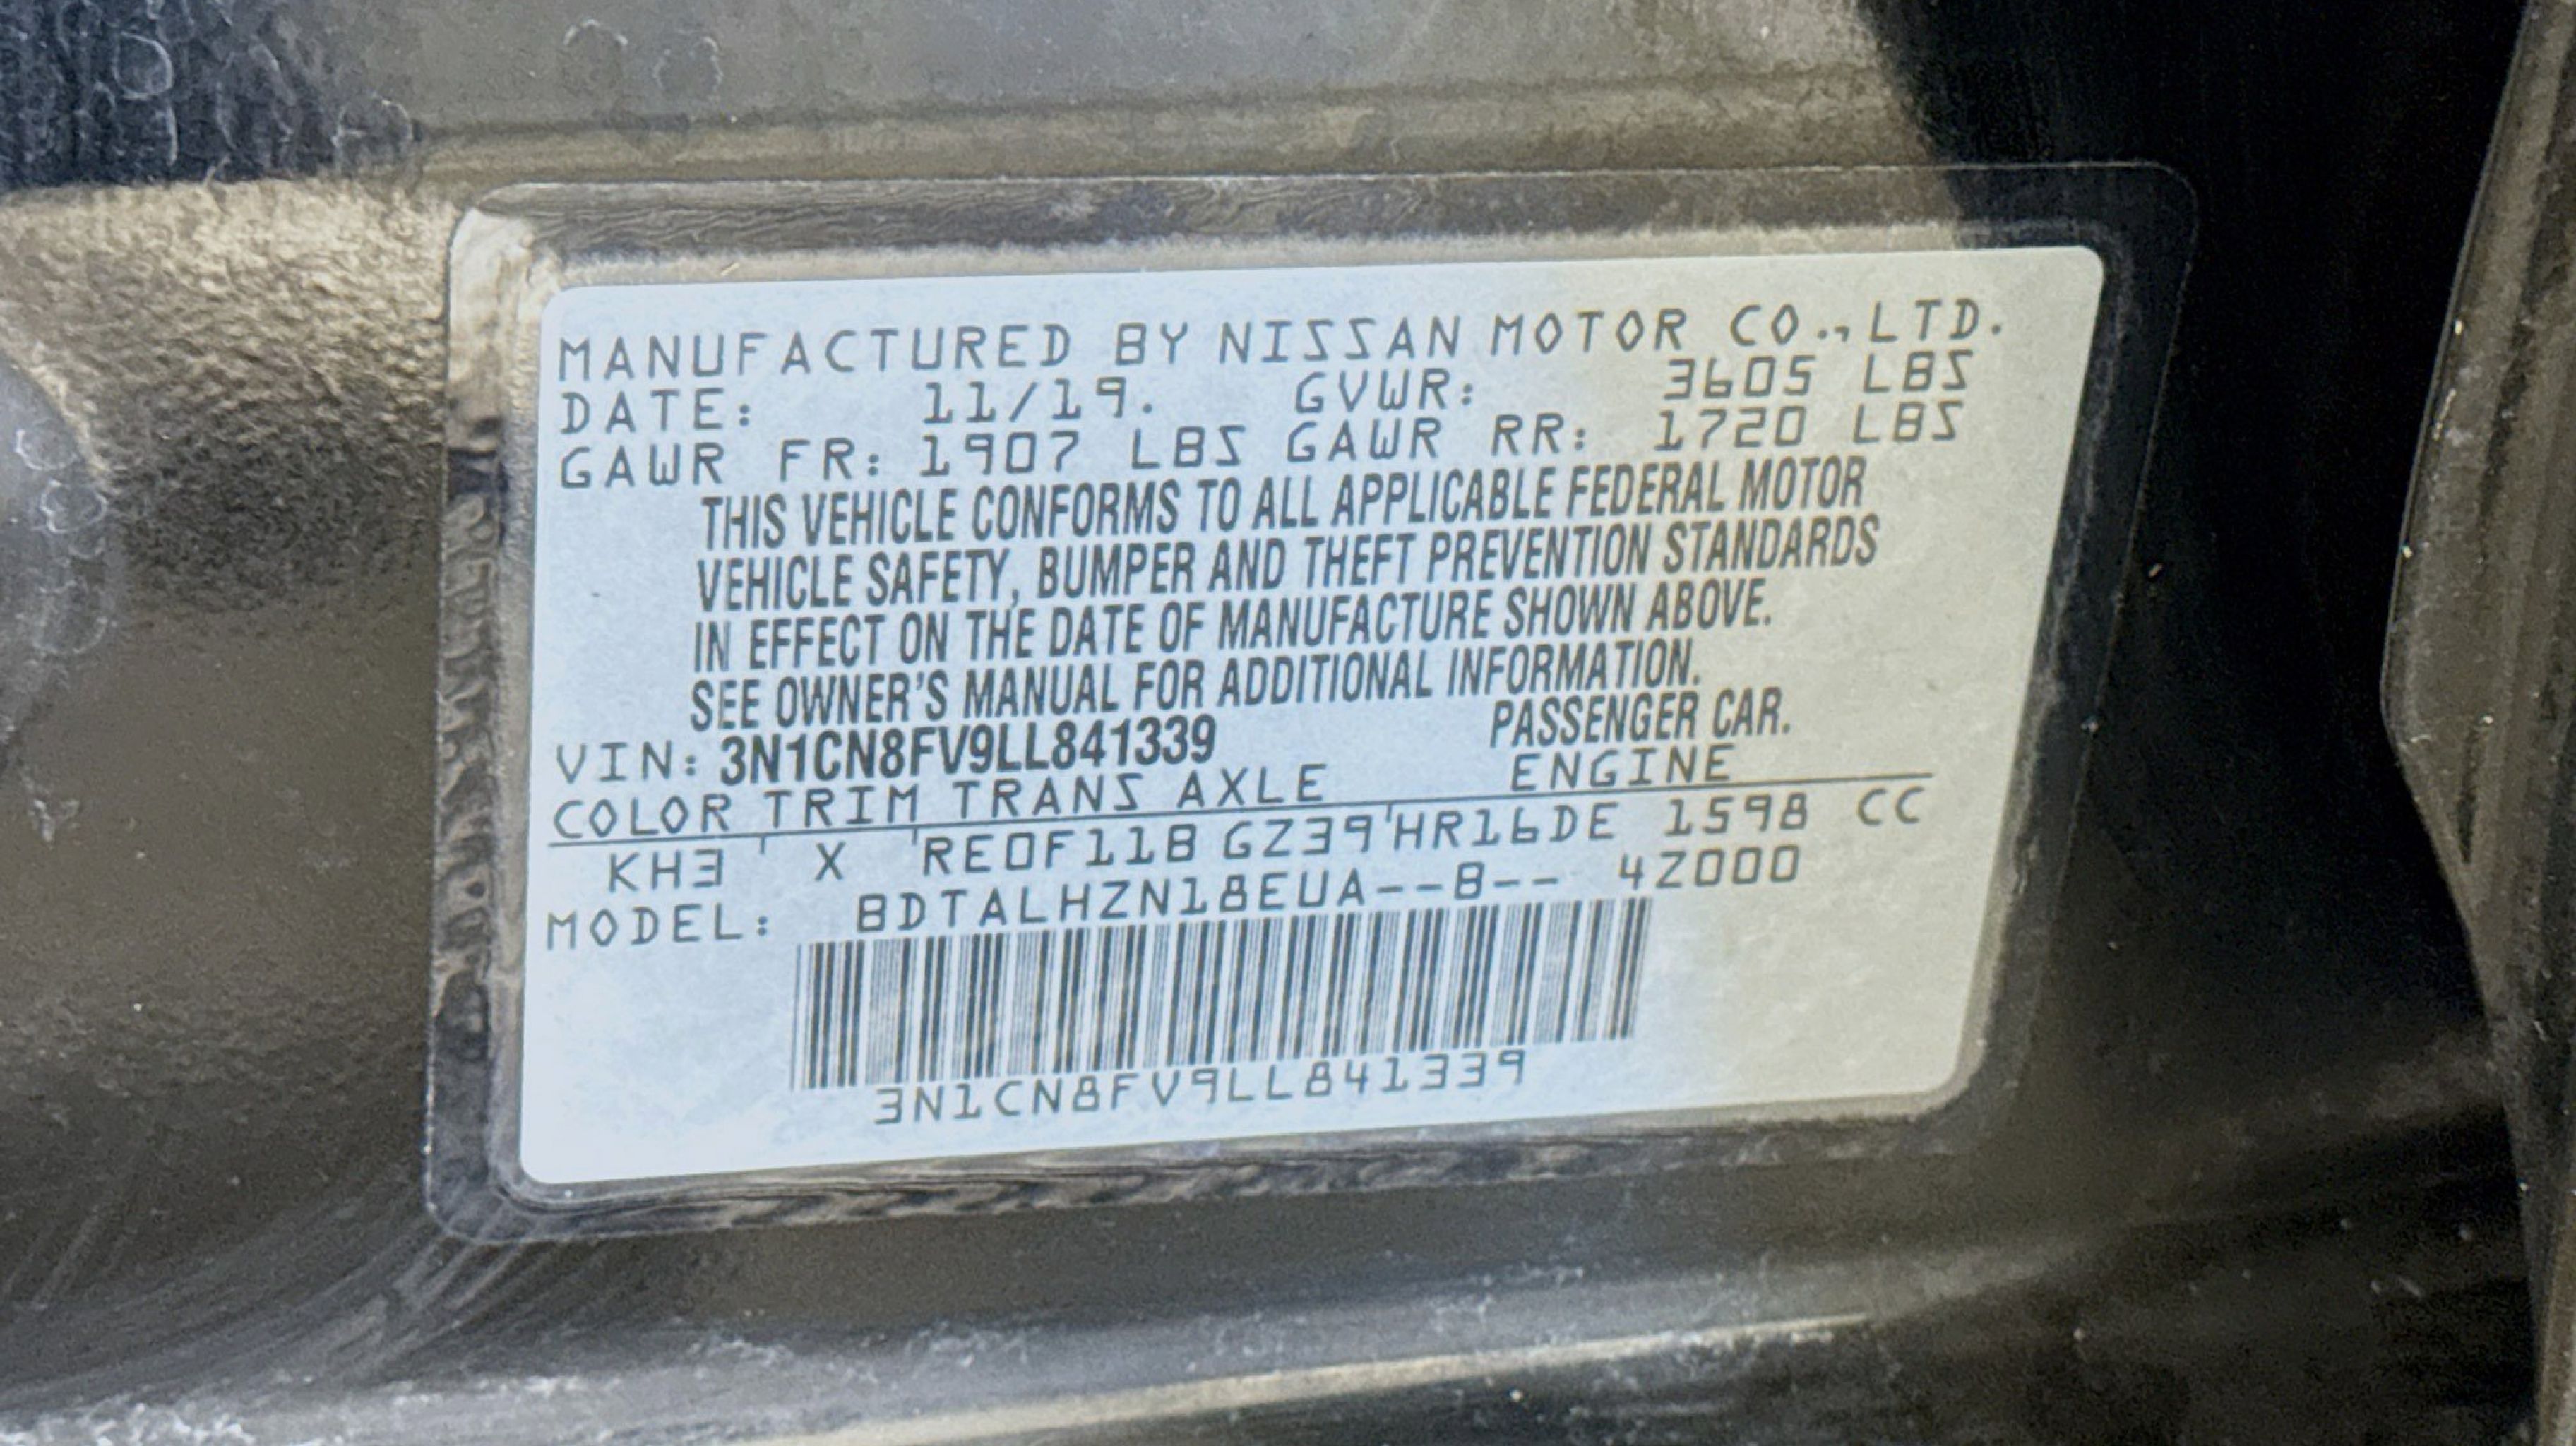 MANUFACTURED BY NISSAN MOTOR CO.,LTD.
DATE: 11/19. GVWR: 3605 LBS
GAWR FR: 1907 LBS GAWR RR: 1720 LBS
THIS VEHICLE CONFORMS TO ALL APPLICABLE FEDERAL MOTOR
VEHICLE SAFETY, BUMPER AND THEFT PREVENTION STANDARDS
IN EFFECT ON THE DATE OF MANUFACTURE SHOWN ABOVE.
SEE OWNER'S MANUAL FOR ADDITIONAL INFORMATION.
VIN: 3N1CN8FV9LL841339 PASSENGER CAR.
COLOR TRIM TRANS AXLE ENGINE
KH3 X RE0F11B GZ39 HR16DE 1598 CC
MODEL: BDTALHZN18EUA--B-- 4Z000
3N1CN8FV9LL841339